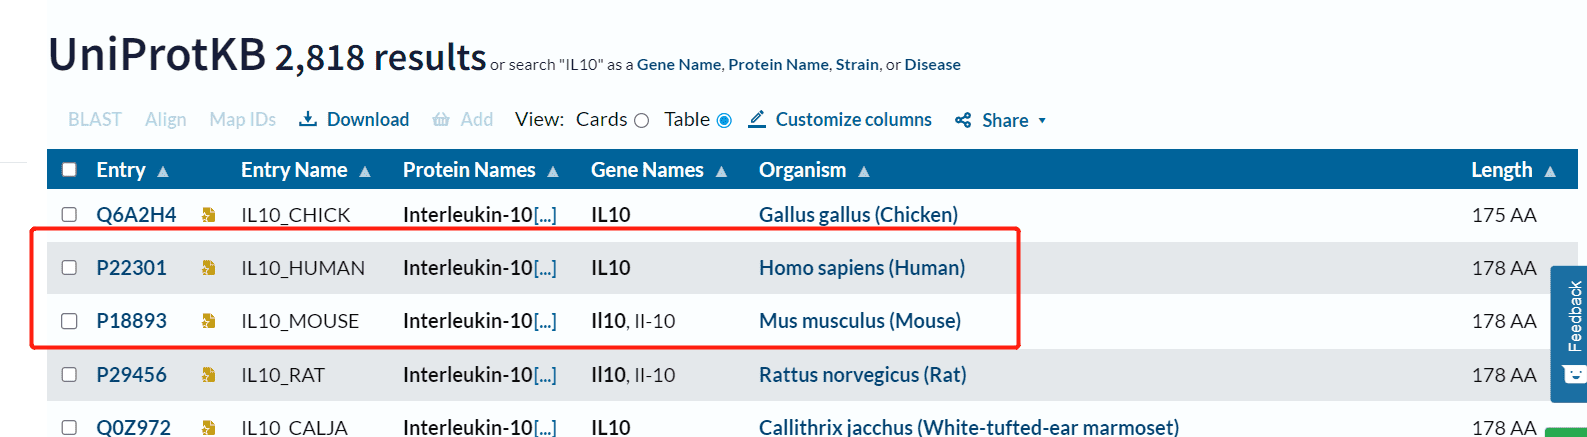 UniProtKB 2,818 results or search "IL10" as a Gene Name, Protein Name, Strain, or Disease
BLAST Align Map IDs Download Add View: Cards Table Customize columns Share
Entry Entry Name Protein Names Gene Names Organism Length
Q6A2H4 IL10_CHICK Interleukin-10[...] IL10 Gallus gallus (Chicken) 175 AA
P22301 IL10_HUMAN Interleukin-10[...] IL10 Homo sapiens (Human) 178 AA
P18893 IL10_MOUSE Interleukin-10[...] Il10, Il-10 Mus musculus (Mouse) 178 AA
P29456 IL10_RAT Interleukin-10[...] Il10, Il-10 Rattus norvegicus (Rat) 178 AA
Q0Z972 IL10_CALJA Interleukin-10[...] IL10 Callithrix jacchus (White-tufted-ear marmoset) 178 AA
Feedback